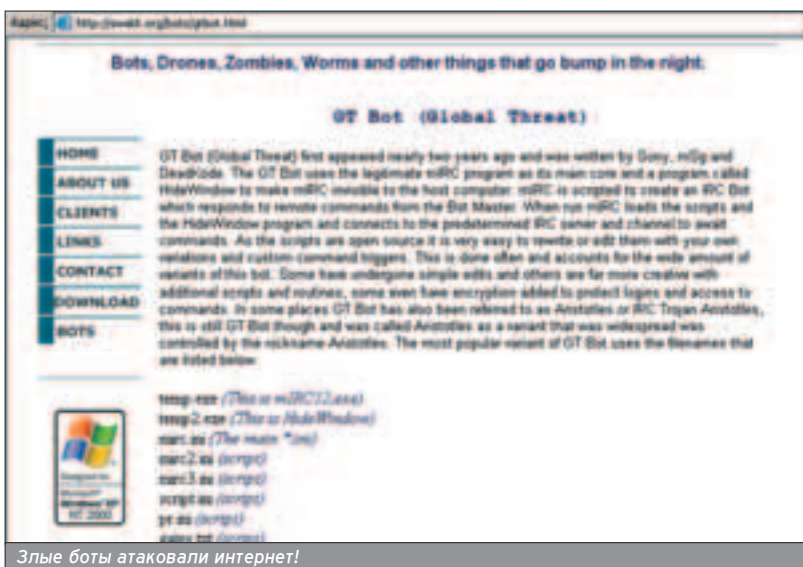 Адрес:
Bots, Drones, Zombies, Worms and other things that go bump in the night.
GT Bot (Global Threat)
HOME
ABOUT US
CLIENTS
LINKS
CONTACT
DOWNLOAD
BOTS
GT Bot (Global Threat) first appeared nearly two years ago and was written by Sony, mSg and
DeadKode. The GT Bot uses the legitimate mIRC program as its main core and a program called
HideWindow to make mIRC invisible to the host computer. mIRC is scripted to create an IRC Bot
which responds to remote commands from the Bot Master. When run mIRC loads the scripts and
the HideWindow program and connects to the predetermined IRC server and channel to await
commands. As the scripts are open source it is very easy to rewrite or edit them with your own
variations and custom command triggers. This is done often and accounts for the wide amount of
variants of this bot. Some have undergone simple edits and others are far more creative with
additional scripts and routines, some even have encryption added to protect logins and access to
commands. In some places GT Bot has also been referred to as Aristotles or IRC Trojan Aristotles,
this is still GT Bot though and was called Aristotles as a variant that was widespread was
controlled by the nickname Aristotles. The most popular variant of GT Bot uses the filenames that
are listed below
temp.exe (This is mIRC12.exe)
temp2.exe (This is HideWindow)
(The main
(script)
(script)
(script)
(script)
(script)
Designed for
Microsoft
Windows XP
NT 2000
Злые боты атаковали интернет!